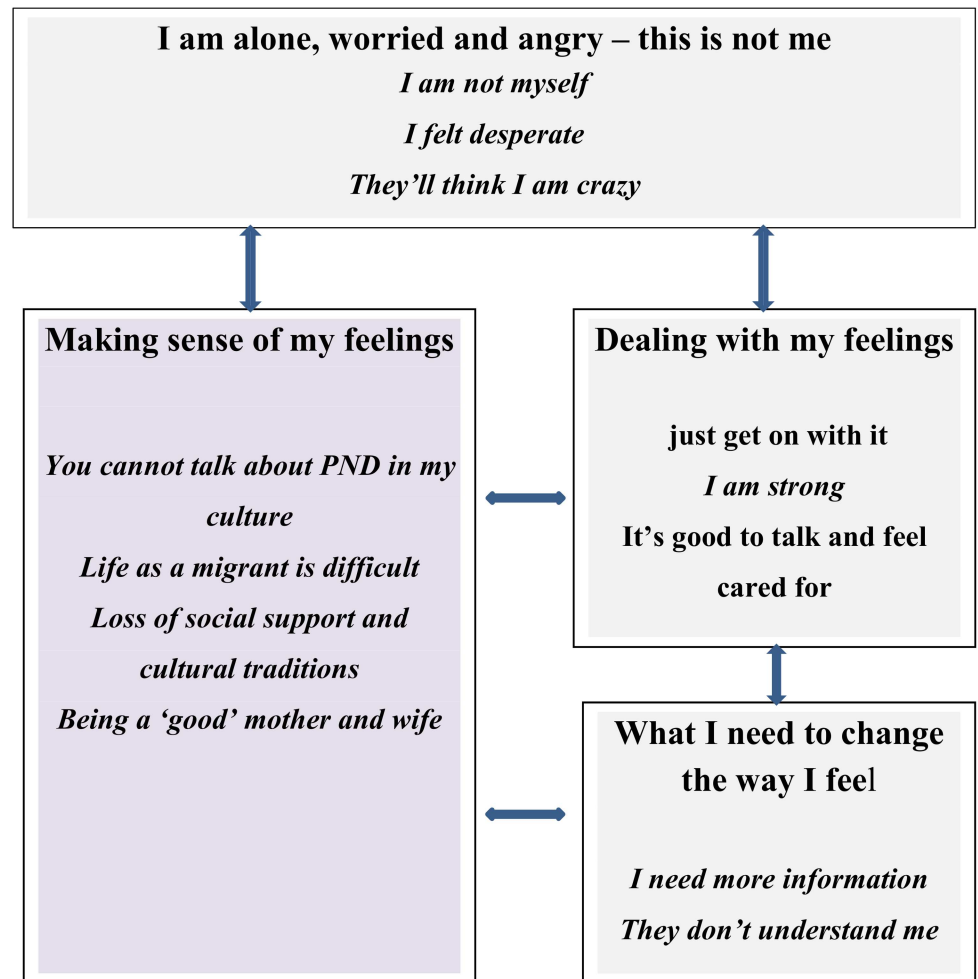 I am alone, worried and angry – this is not me
I am not myself
I felt desperate
They’ll think I am crazy
Making sense of my feelings
You cannot talk about PND in my
culture
Life as a migrant is difficult
Loss of social support and
cultural traditions
Being a ‘good’ mother and wife
Dealing with my feelings
just get on with it
I am strong
It’s good to talk and feel
cared for
What I need to change
the way I feel
I need more information
They don’t understand me